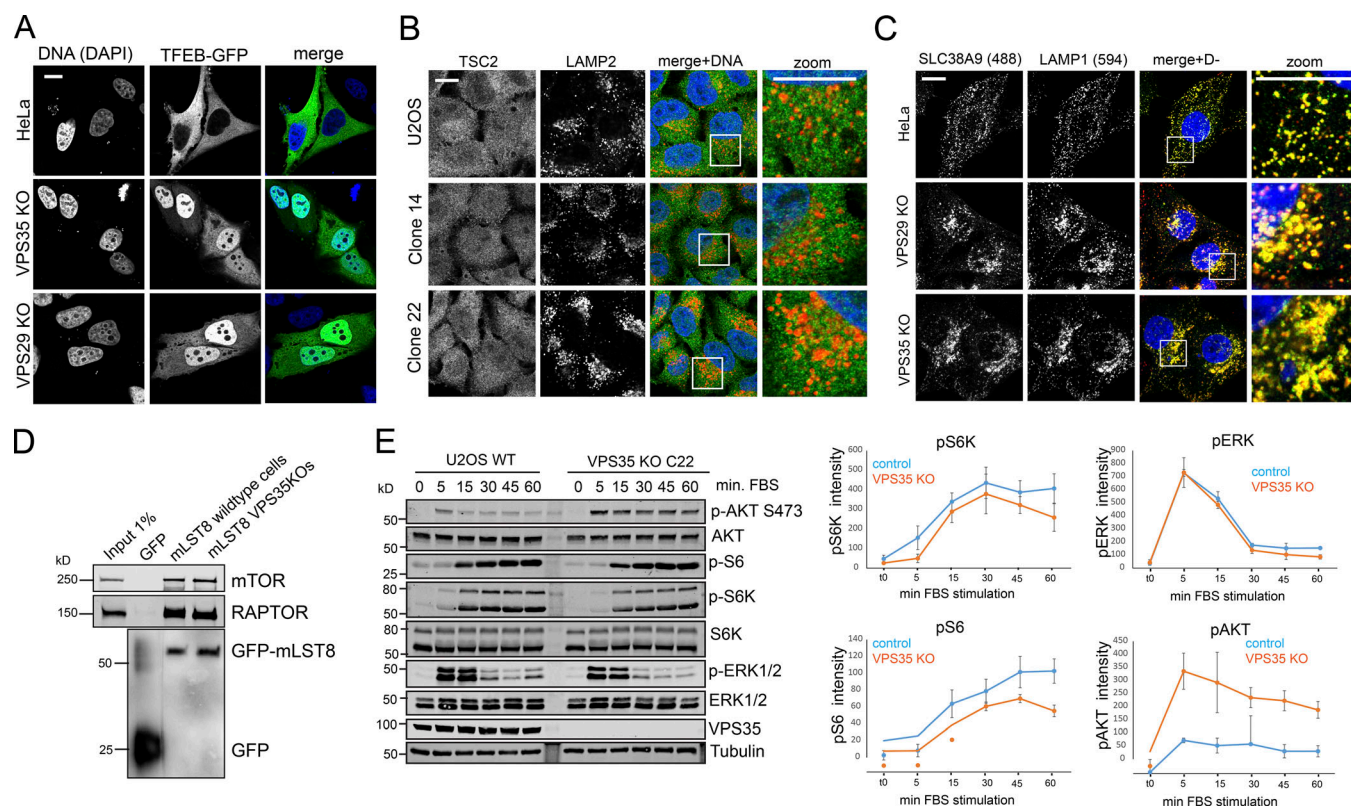 A
DNA (DAPI) TFEB-GFP merge
HeLa
VPS35 KO
VPS29 KO
B
TSC2 LAMP2 merge+DNA zoom
U2OS
Clone 14
Clone 22
C
SLC38A9 (488) LAMP1 (594) merge+D- zoom
HeLa
VPS29 KO
VPS35 KO
D
Input 1% GFP mLST8 wildtype cells mLST8 VPS35KOs
kD
250 mTOR
150 RAPTOR
GFP-mLST8
50
25 GFP
E
U2OS WT VPS35 KO C22
kD 0 5 15 30 45 60 0 5 15 30 45 60 min. FBS
50 p-AKT S473
50 AKT
25 p-S6
80 p-S6K
60
80 S6K
60
50 p-ERK1/2
50 ERK1/2
100 VPS35
50 Tubulin
pS6K
control
VPS35 KO
pS6K intensity
600
500
400
300
200
100
0
t0 5 15 30 45 60
min FBS stimulation
pERK
control
VPS35 KO
pERK intensity
900
800
700
600
500
400
300
200
100
0
t0 5 15 30 45 60
min FBS stimulation
pS6
control
VPS35 KO
pS6 intensity
140
120
100
80
60
40
20
0
t0 5 15 30 45 60
min FBS stimulation
pAKT
control
VPS35 KO
pAKT intensity
450
400
350
300
250
200
150
100
50
0
t0 5 15 30 45 60
min FBS stimulation